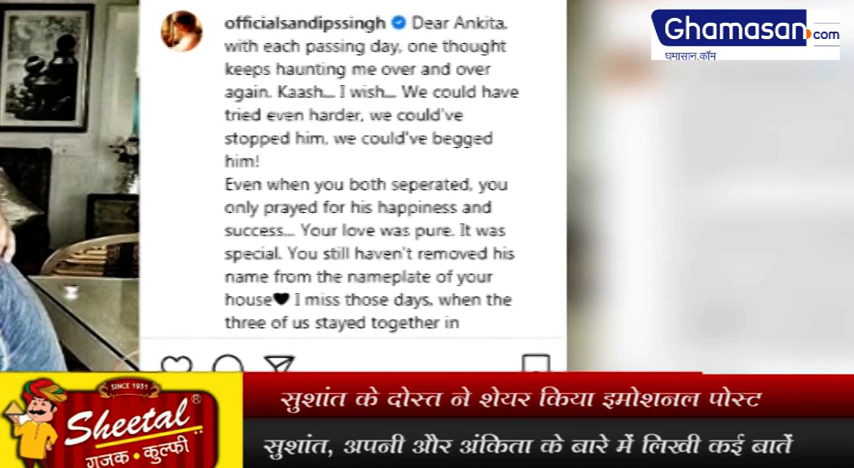 officialsandipssingh Dear Ankita,
with each passing day, one thought
keeps haunting me over and over
again. Kaash... I wish... We could have
tried even harder, we could've
stopped him, we could've begged
him!
Even when you both seperated, you
only prayed for his happiness and
success... Your love was pure. It was
special. You still haven't removed his
name from the nameplate of your
house🖤 I miss those days, when the
three of us stayed together in
Ghamasan.com
घमासान.कॉम
SINCE 1931
Sheetal®
गजक • कुल्फी
सुशांत के दोस्त ने शेयर किया इमोशनल पोस्ट
सुशांत, अपनी और अंकिता के बारे में लिखी कई बातें